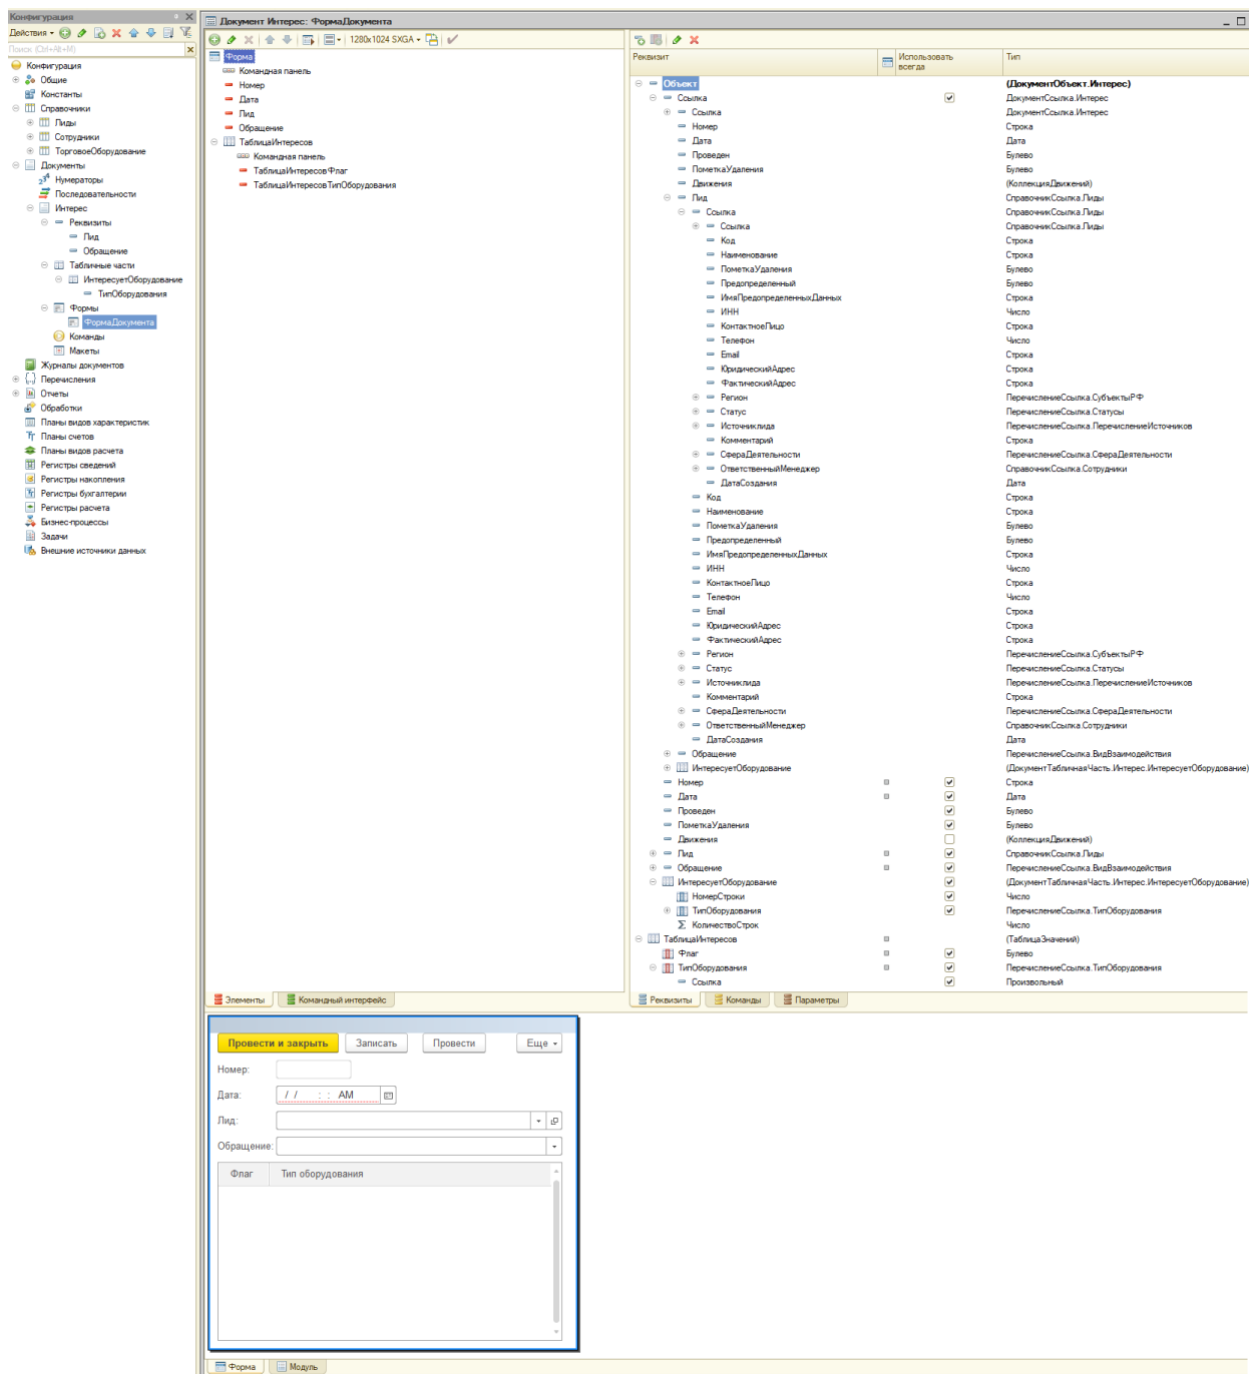 Конфигурация
Действия
Поиск (Ctrl+Alt+M)
Конфигурация
Общие
Константы
Справочники
Лиды
Сотрудники
ТорговоеОборудование
Документы
Нумераторы
Последовательности
Интерес
Реквизиты
Лид
Обращение
Табличные части
ИнтересуетОборудование
ТипОборудования
Формы
ФормаДокумента
Команды
Макеты
Журналы документов
Перечисления
Отчеты
Обработки
Планы видов характеристик
Планы счетов
Планы видов расчета
Регистры сведений
Регистры накопления
Регистры бухгалтерии
Регистры расчета
Бизнес-процессы
Задачи
Внешние источники данных
Документ Интерес: ФормаДокумента
1280x1024 SXGA
Форма
Командная панель
Номер
Дата
Лид
Обращение
ТаблицаИнтересов
Командная панель
ТаблицаИнтересовФлаг
ТаблицаИнтересовТипОборудования
Элементы Командный интерфейс
Реквизит Использовать всегда Тип
Объект (ДокументОбъект.Интерес)
Ссылка ДокументСсылка.Интерес
Ссылка ДокументСсылка.Интерес
Номер Строка
Дата Дата
Проведен Булево
ПометкаУдаления Булево
Движения (КоллекцияДвижений)
Лид СправочникСсылка.Лиды
Ссылка СправочникСсылка.Лиды
Ссылка СправочникСсылка.Лиды
Код Строка
Наименование Строка
ПометкаУдаления Булево
Предопределенный Булево
ИмяПредопределенныхДанных Строка
ИНН Число
КонтактноеЛицо Строка
Телефон Число
Email Строка
ЮридическийАдрес Строка
ФактическийАдрес Строка
Регион ПеречислениеСсылка.СубъектыРФ
Статус ПеречислениеСсылка.Статусы
Источниклида ПеречислениеСсылка.ПеречислениеИсточников
Комментарий Строка
СфераДеятельности ПеречислениеСсылка.СфераДеятельности
ОтветственныйМенеджер СправочникСсылка.Сотрудники
ДатаСоздания Дата
Код Строка
Наименование Строка
ПометкаУдаления Булево
Предопределенный Булево
ИмяПредопределенныхДанных Строка
ИНН Число
КонтактноеЛицо Строка
Телефон Число
Email Строка
ЮридическийАдрес Строка
ФактическийАдрес Строка
Регион ПеречислениеСсылка.СубъектыРФ
Статус ПеречислениеСсылка.Статусы
Источниклида ПеречислениеСсылка.ПеречислениеИсточников
Комментарий Строка
СфераДеятельности ПеречислениеСсылка.СфераДеятельности
ОтветственныйМенеджер СправочникСсылка.Сотрудники
ДатаСоздания Дата
Обращение ПеречислениеСсылка.ВидВзаимодействия
ИнтересуетОборудование (ДокументТабличнаяЧасть.Интерес.ИнтересуетОборудование)
Номер Строка
Дата Дата
Проведен Булево
ПометкаУдаления Булево
Движения (КоллекцияДвижений)
Лид СправочникСсылка.Лиды
Обращение ПеречислениеСсылка.ВидВзаимодействия
ИнтересуетОборудование (ДокументТабличнаяЧасть.Интерес.ИнтересуетОборудование)
НомерСтроки Число
ТипОборудования ПеречислениеСсылка.ТипОборудования
КоличествоСтрок Число
ТаблицаИнтересов (ТаблицаЗначений)
Флаг Булево
ТипОборудования ПеречислениеСсылка.ТипОборудования
Ссылка Произвольный
Реквизиты Команды Параметры
Провести и закрыть Записать Провести Еще
Номер:
Дата: / / : : AM
Лид:
Обращение:
Флаг Тип оборудования
Форма Модуль